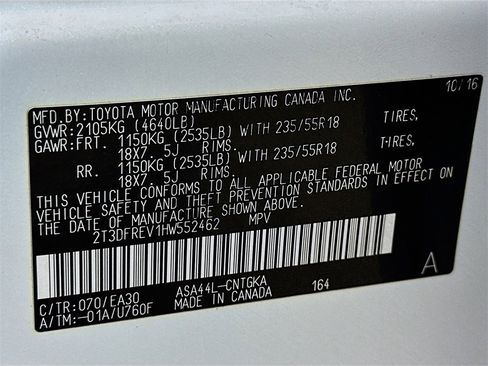 10/16
MFD.BY:TOYOTA MOTOR MANUFACTURING CANADA INC.
GVWR:2105KG (4640LB)
GAWR:FRT. 1150KG (2535LB) WITH 235/55R18 TIRES,
18X7. 5J RIMS.
RR. 1150KG (2535LB) WITH 235/55R18 TIRES,
18X7. 5J RIMS.
THIS VEHICLE CONFORMS TO ALL APPLICABLE FEDERAL MOTOR
VEHICLE SAFETY AND THEFT PREVENTION STANDARDS IN EFFECT ON
THE DATE OF MANUFACTURE SHOWN ABOVE.
2T3DFREV1HW552462 MPV
A
C/TR:070/EA30 ASA44L-CNTGKA 164
A/TM:-01A/U760F MADE IN CANADA